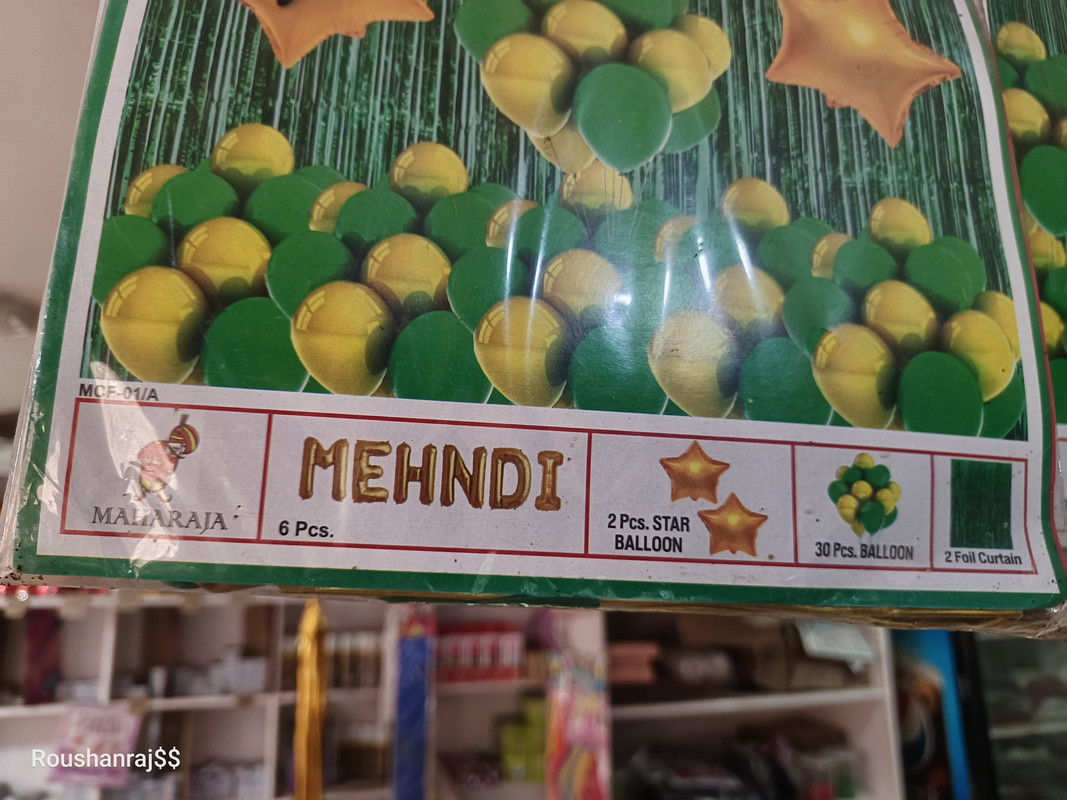 MCF-01/A
MAHARAJA
MEHNDI
6 Pcs.
2 Pcs. STAR
BALLOON
30 Pcs. BALLOON
2 Foil Curtain
Roushanraj$$